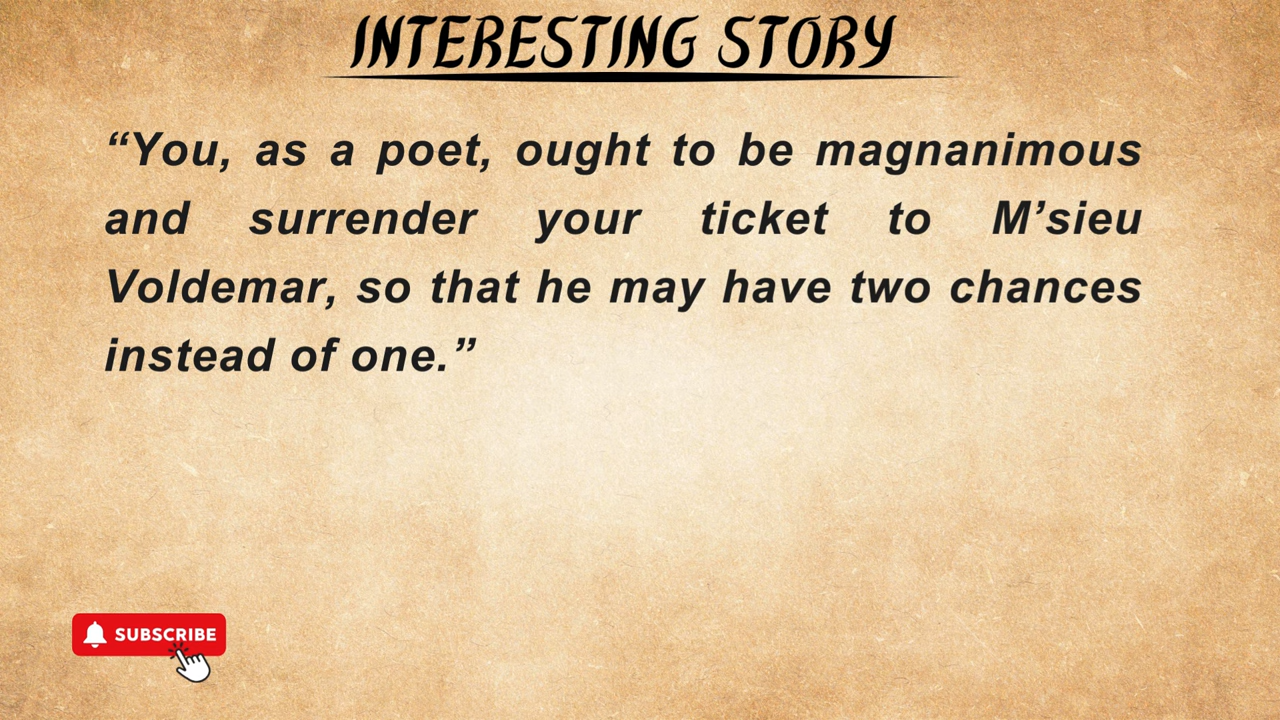 INTERESTING STORY
“You, as a poet, ought to be magnanimous
and surrender your ticket to M’sieu
Voldemar, so that he may have two chances
instead of one.”
SUBSCRIBE